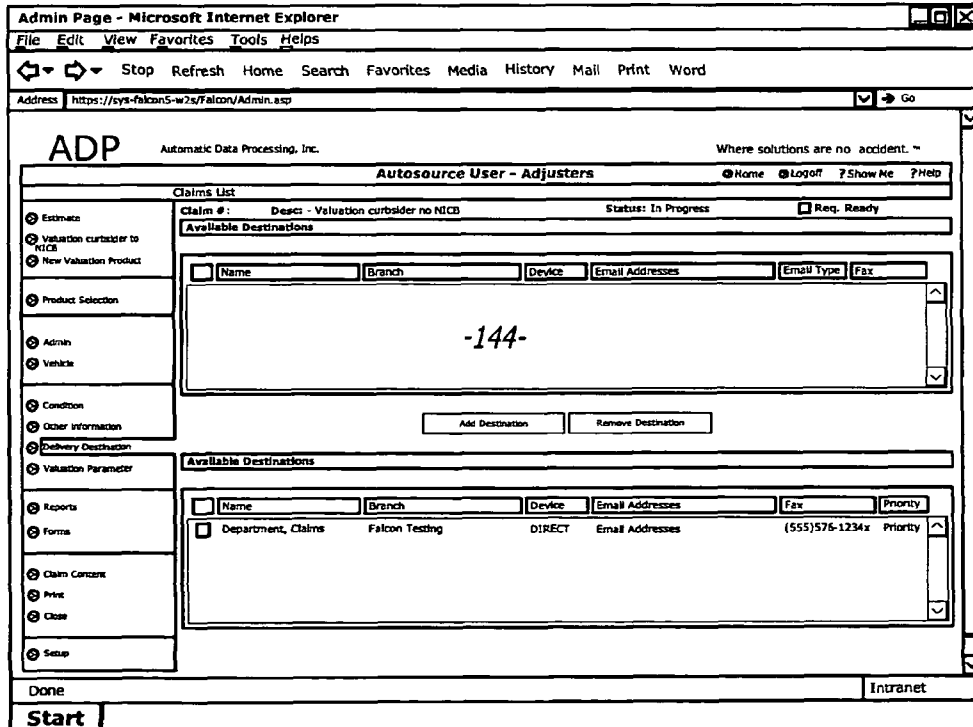 Admin Page - Microsoft Internet Explorer
File Edit View Favorites Tools Helps
Stop Refresh Home Search Favorites Media History Mail Print Word
Address https://sys-falcon5-w2s/Falcon/Admin.asp Go
ADP Automatic Data Processing, Inc. Where solutions are no accident. ™
Autosource User - Adjusters Home Logoff ? Show Me ? Help
Claims List
Claim #: Desc: - Valuation curbsider no NICB Status: In Progress Req. Ready
Available Destinations
Estimate
Valuation curbsider to
NICB
New Valuation Product
Product Selection
Admin
Vehicle
Condition
Other Information
Delivery Destination
Valuation Parameter
Reports
Forms
Claim Content
Print
Close
Setup
Name Branch Device Email Addresses Email Type Fax
-144-
Add Destination Remove Destination
Available Destinations
Name Branch Device Email Addresses Fax Priority
Department, Claims Falcon Testing DIRECT Email Addresses (555)576-1234x Priority
Done Intranet
Start